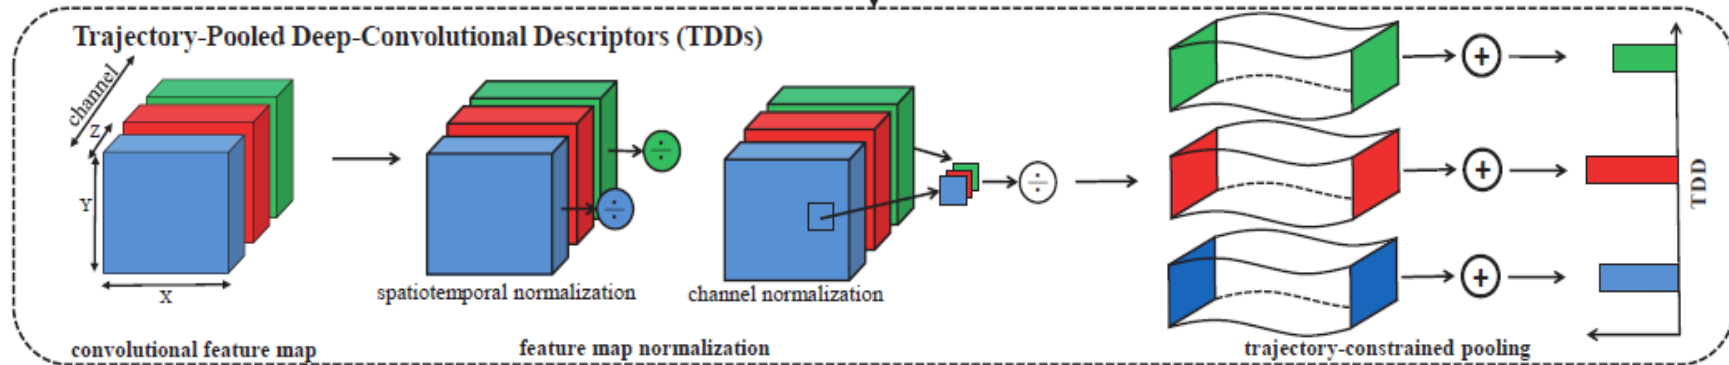 Trajectory-Pooled Deep-Convolutional Descriptors (TDDs)
channel
Z
Y
X
÷
÷
spatiotemporal normalization
channel normalization
÷
+
+
+
TDD
convolutional feature map
feature map normalization
trajectory-constrained pooling